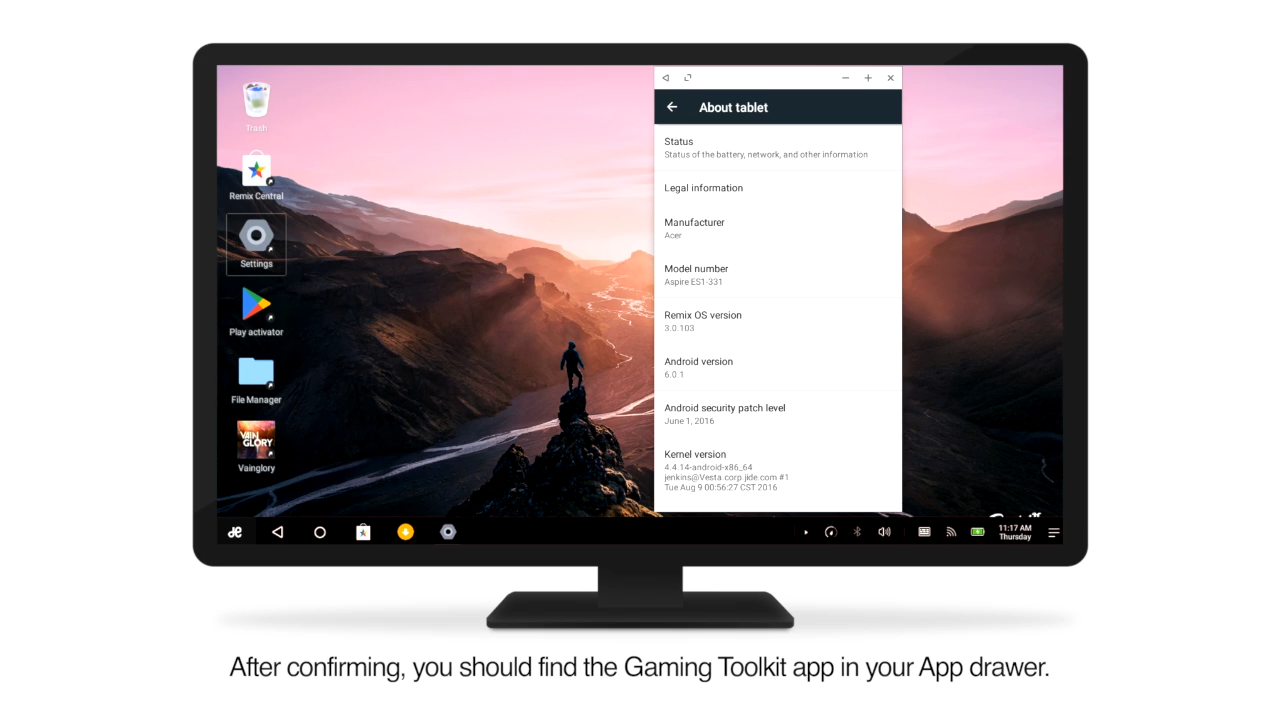 Trash
Remix Central
Settings
Play activator
File Manager
VAIN
GLORY
Vainglory
About tablet
Status
Status of the battery, network, and other information
Legal information
Manufacturer
Acer
Model number
Aspire ES1-331
Remix OS version
3.0.103
Android version
6.0.1
Android security patch level
June 1, 2016
Kernel version
4.4.14-android-x86_64
jenkins@Vesta.corp.jide.com #1
Tue Aug 9 00:56:27 CST 2016
11:17 AM
Thursday
After confirming, you should find the Gaming Toolkit app in your App drawer.